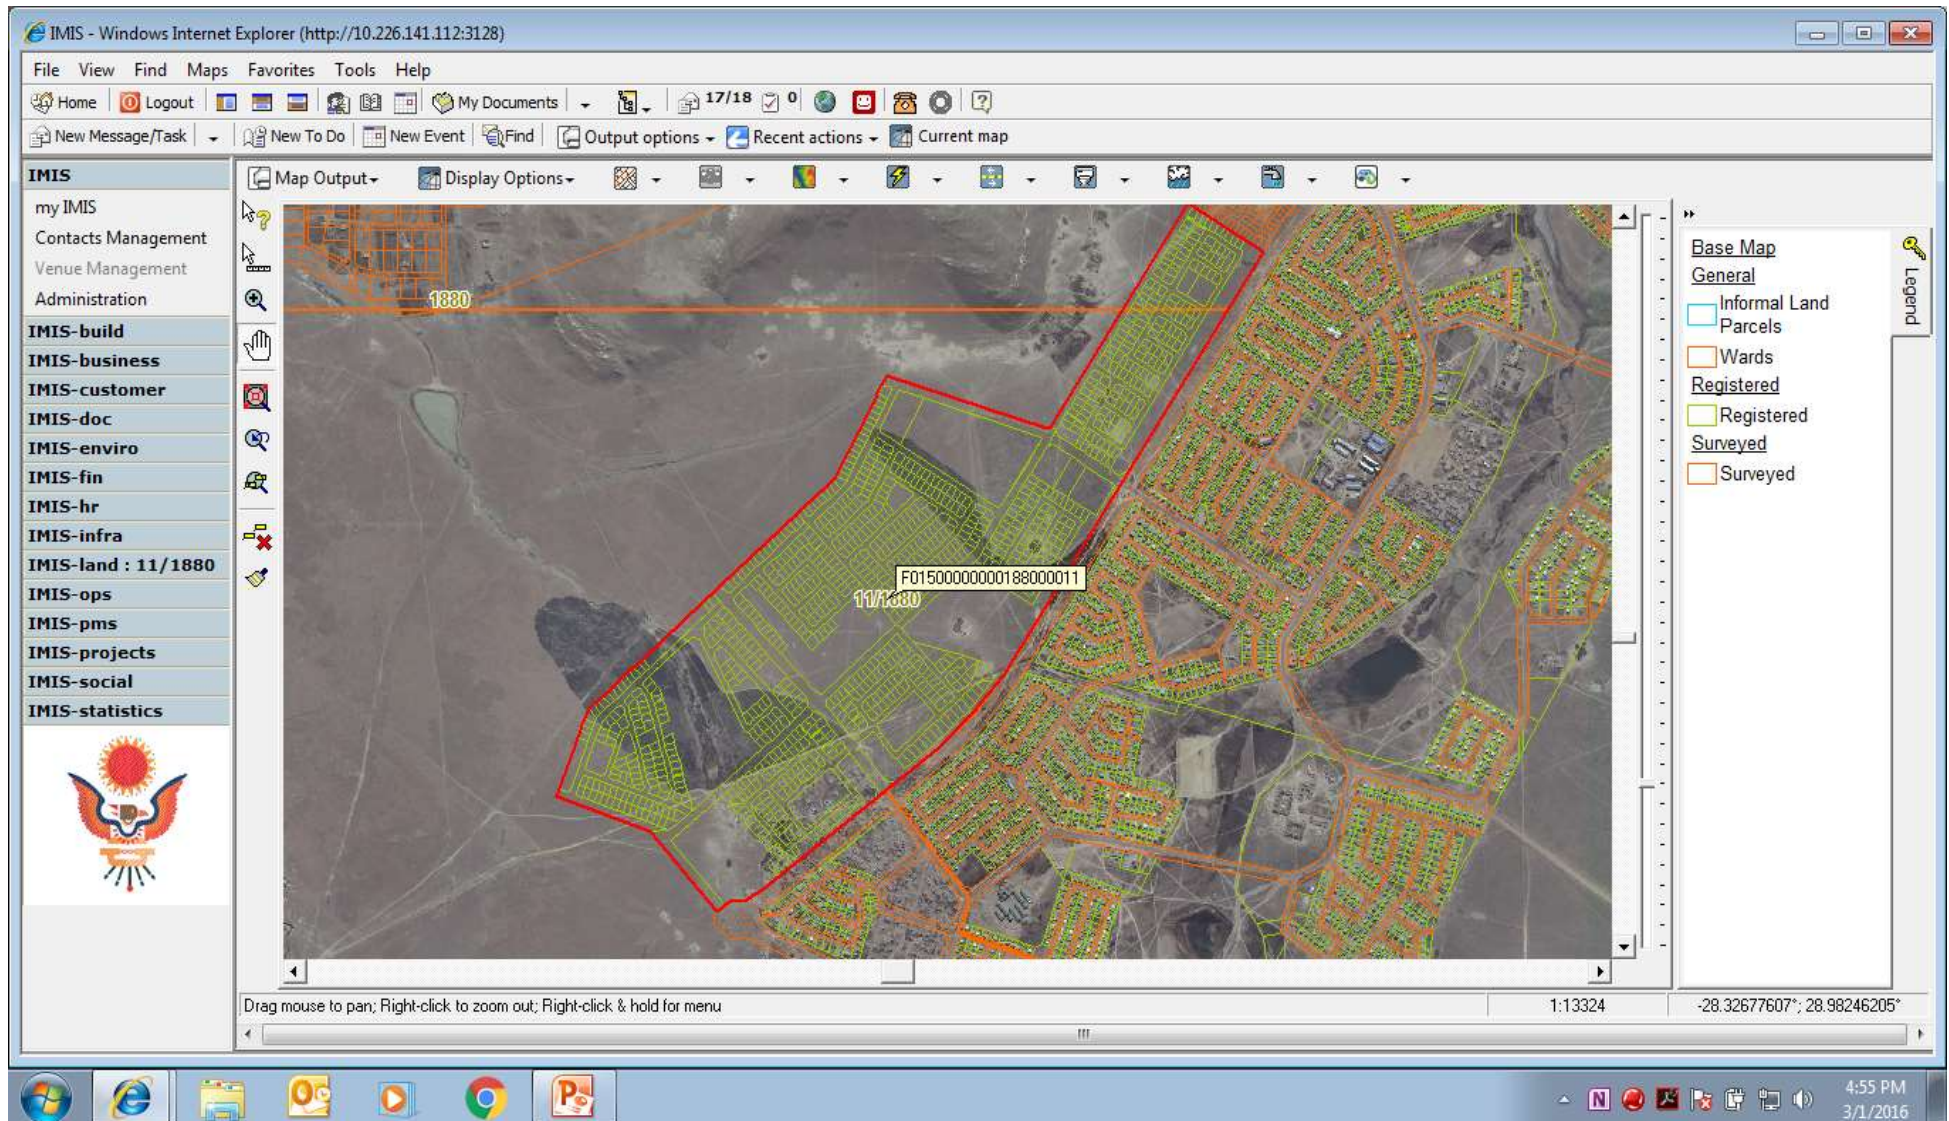 IMIS - Windows Internet Explorer (http://10.226.141.112:3128)
File View Find Maps Favorites Tools Help
Home Logout My Documents 17/18 0
New Message/Task New To Do New Event Find Output options Recent actions Current map
IMIS
my IMIS
Contacts Management
Venue Management
Administration
IMIS-build
IMIS-business
IMIS-customer
IMIS-doc
IMIS-enviro
IMIS-fin
IMIS-hr
IMIS-infra
IMIS-land : 11/1880
IMIS-ops
IMIS-pms
IMIS-projects
IMIS-social
IMIS-statistics
Map Output Display Options
1880
F01500000000188000011
11/1880
Legend
Base Map
General
Informal Land
Parcels
Wards
Registered
Registered
Surveyed
Surveyed
Drag mouse to pan; Right-click to zoom out; Right-click & hold for menu 1:13324 -28.32677607°; 28.98246205°
4:55 PM
3/1/2016